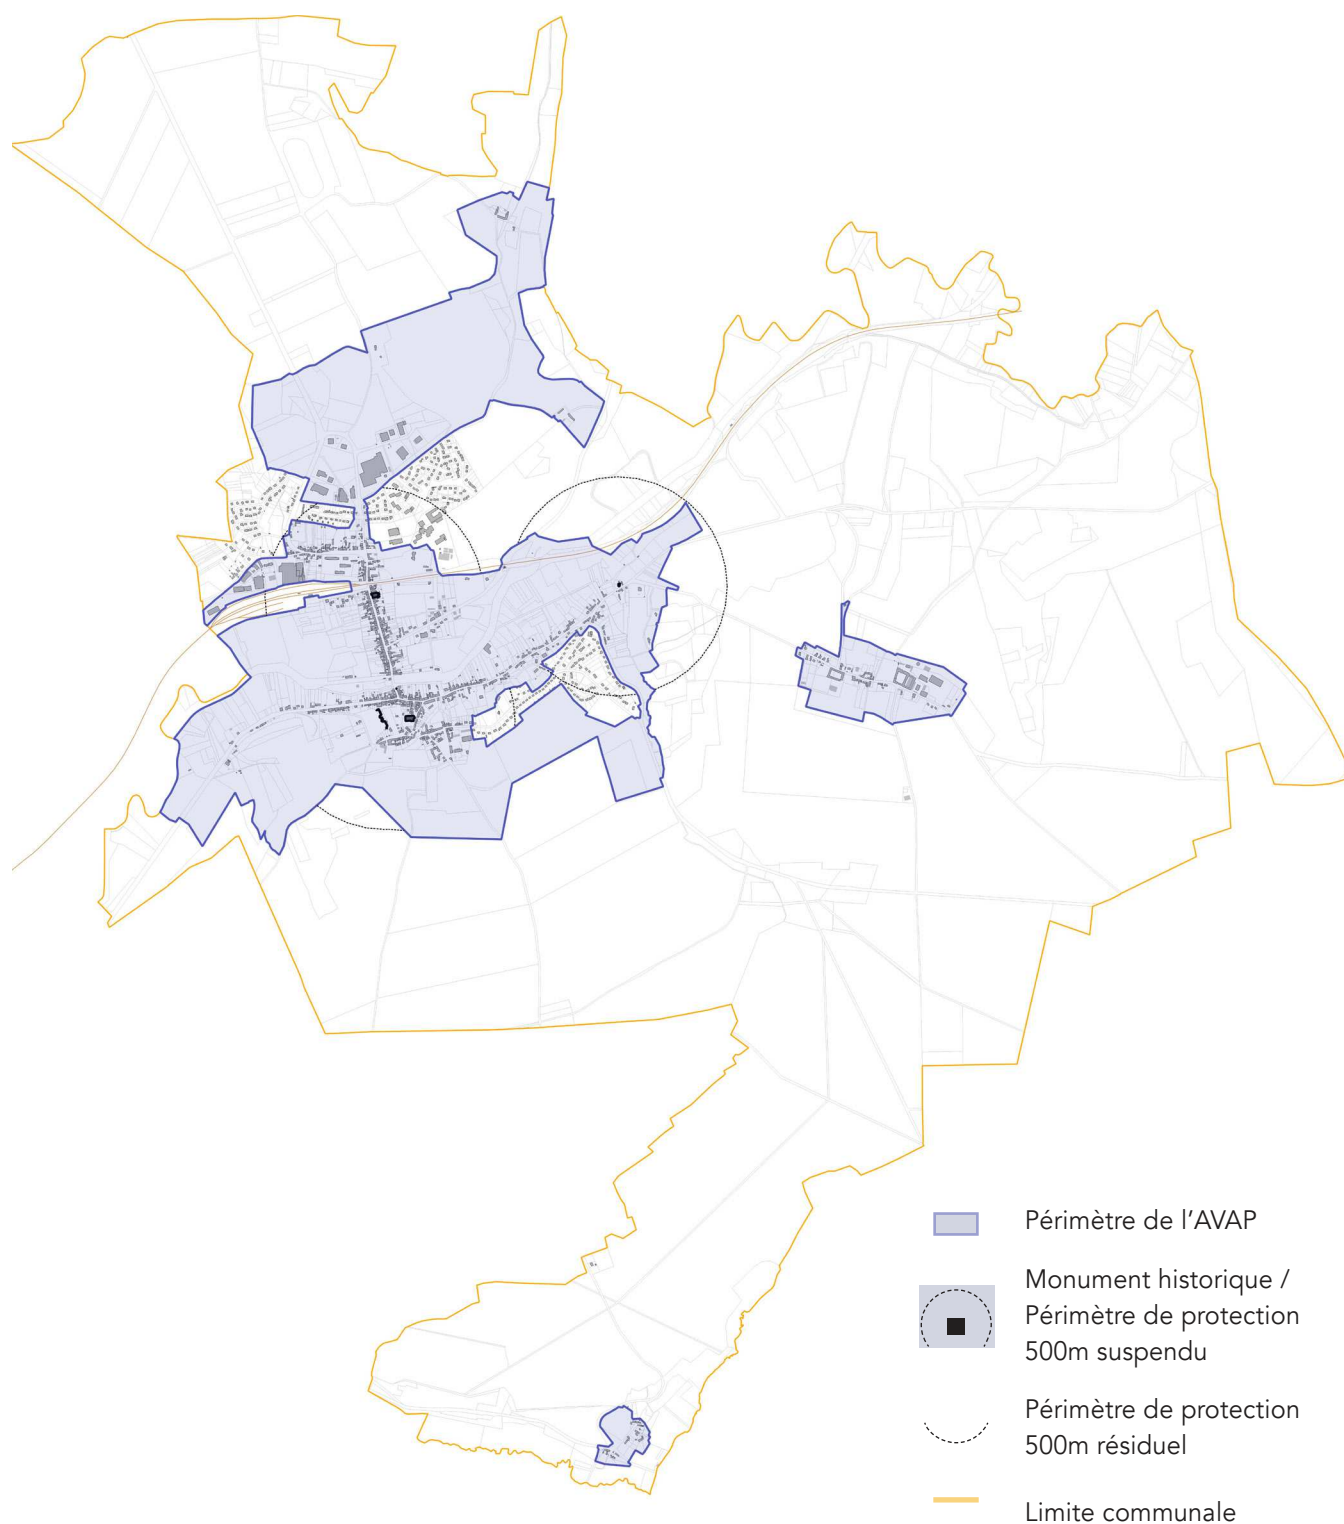 Périmètre de l’AVAP
Monument historique /
Périmètre de protection
500m suspendu
Périmètre de protection
500m résiduel
Limite communale